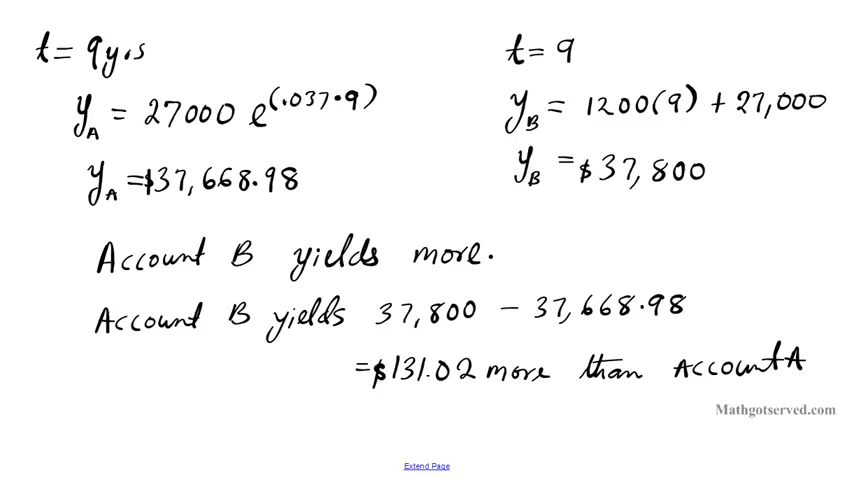 t = 9yrs
y_A = 27000 e^(.037·9)
y_A = $37,668.98
t = 9
y_B = 1200(9) + 27,000
y_B = $37,800
Account B yields more.
Account B yields 37,800 - 37,668.98
= $131.02 more than Account A
Mathgotserved.com
Extend Page